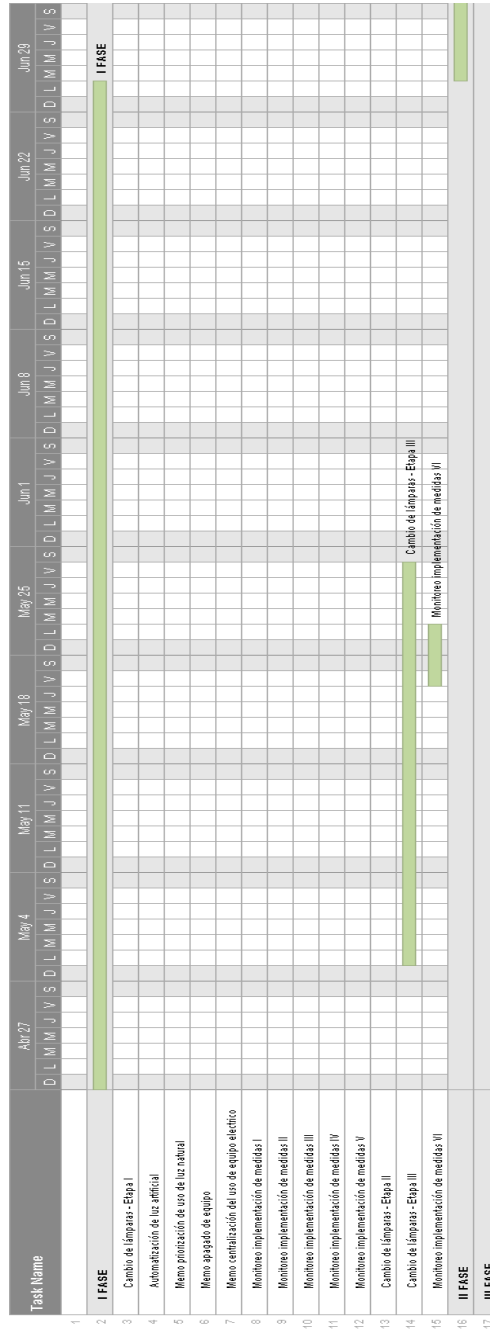 Task Name
Abr 27
May 4
May 11
May 18
May 25
Jun 1
Jun 8
Jun 15
Jun 22
Jun 29
D L M M J V S D L M M J V S D L M M J V S D L M M J V S D L M M J V S D L M M J V S D L M M J V S D L M M J V S D L M M J V S D L M M J V S
1
2 I FASE I FASE
3 Cambio de lámparas - Etapa I
4 Automatización de luz artificial
5 Memo priorización de uso de luz natural
6 Memo apagado de equipo
7 Memo centralización del uso de equipo electrico
8 Monitoreo implementación de medidas I
9 Monitoreo implementación de medidas II
10 Monitoreo implementación de medidas III
11 Monitoreo implementación de medidas IV
12 Monitoreo implementación de medidas V
13 Cambio de lámparas - Etapa II
14 Cambio de lámparas - Etapa III Cambio de lámparas - Etapa III
15 Monitoreo implementación de medidas VI Monitoreo implementación de medidas VI
16 II FASE
17 III FASE